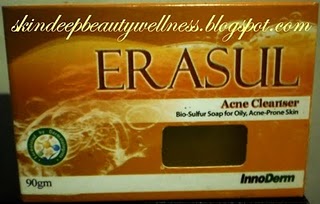 skindeepbeautywellness.blogspot.com
ERASUL
Acne Cleanser
Bio-Sulfur Soap for Oily, Acne-Prone Skin
90gm
InnoDerm